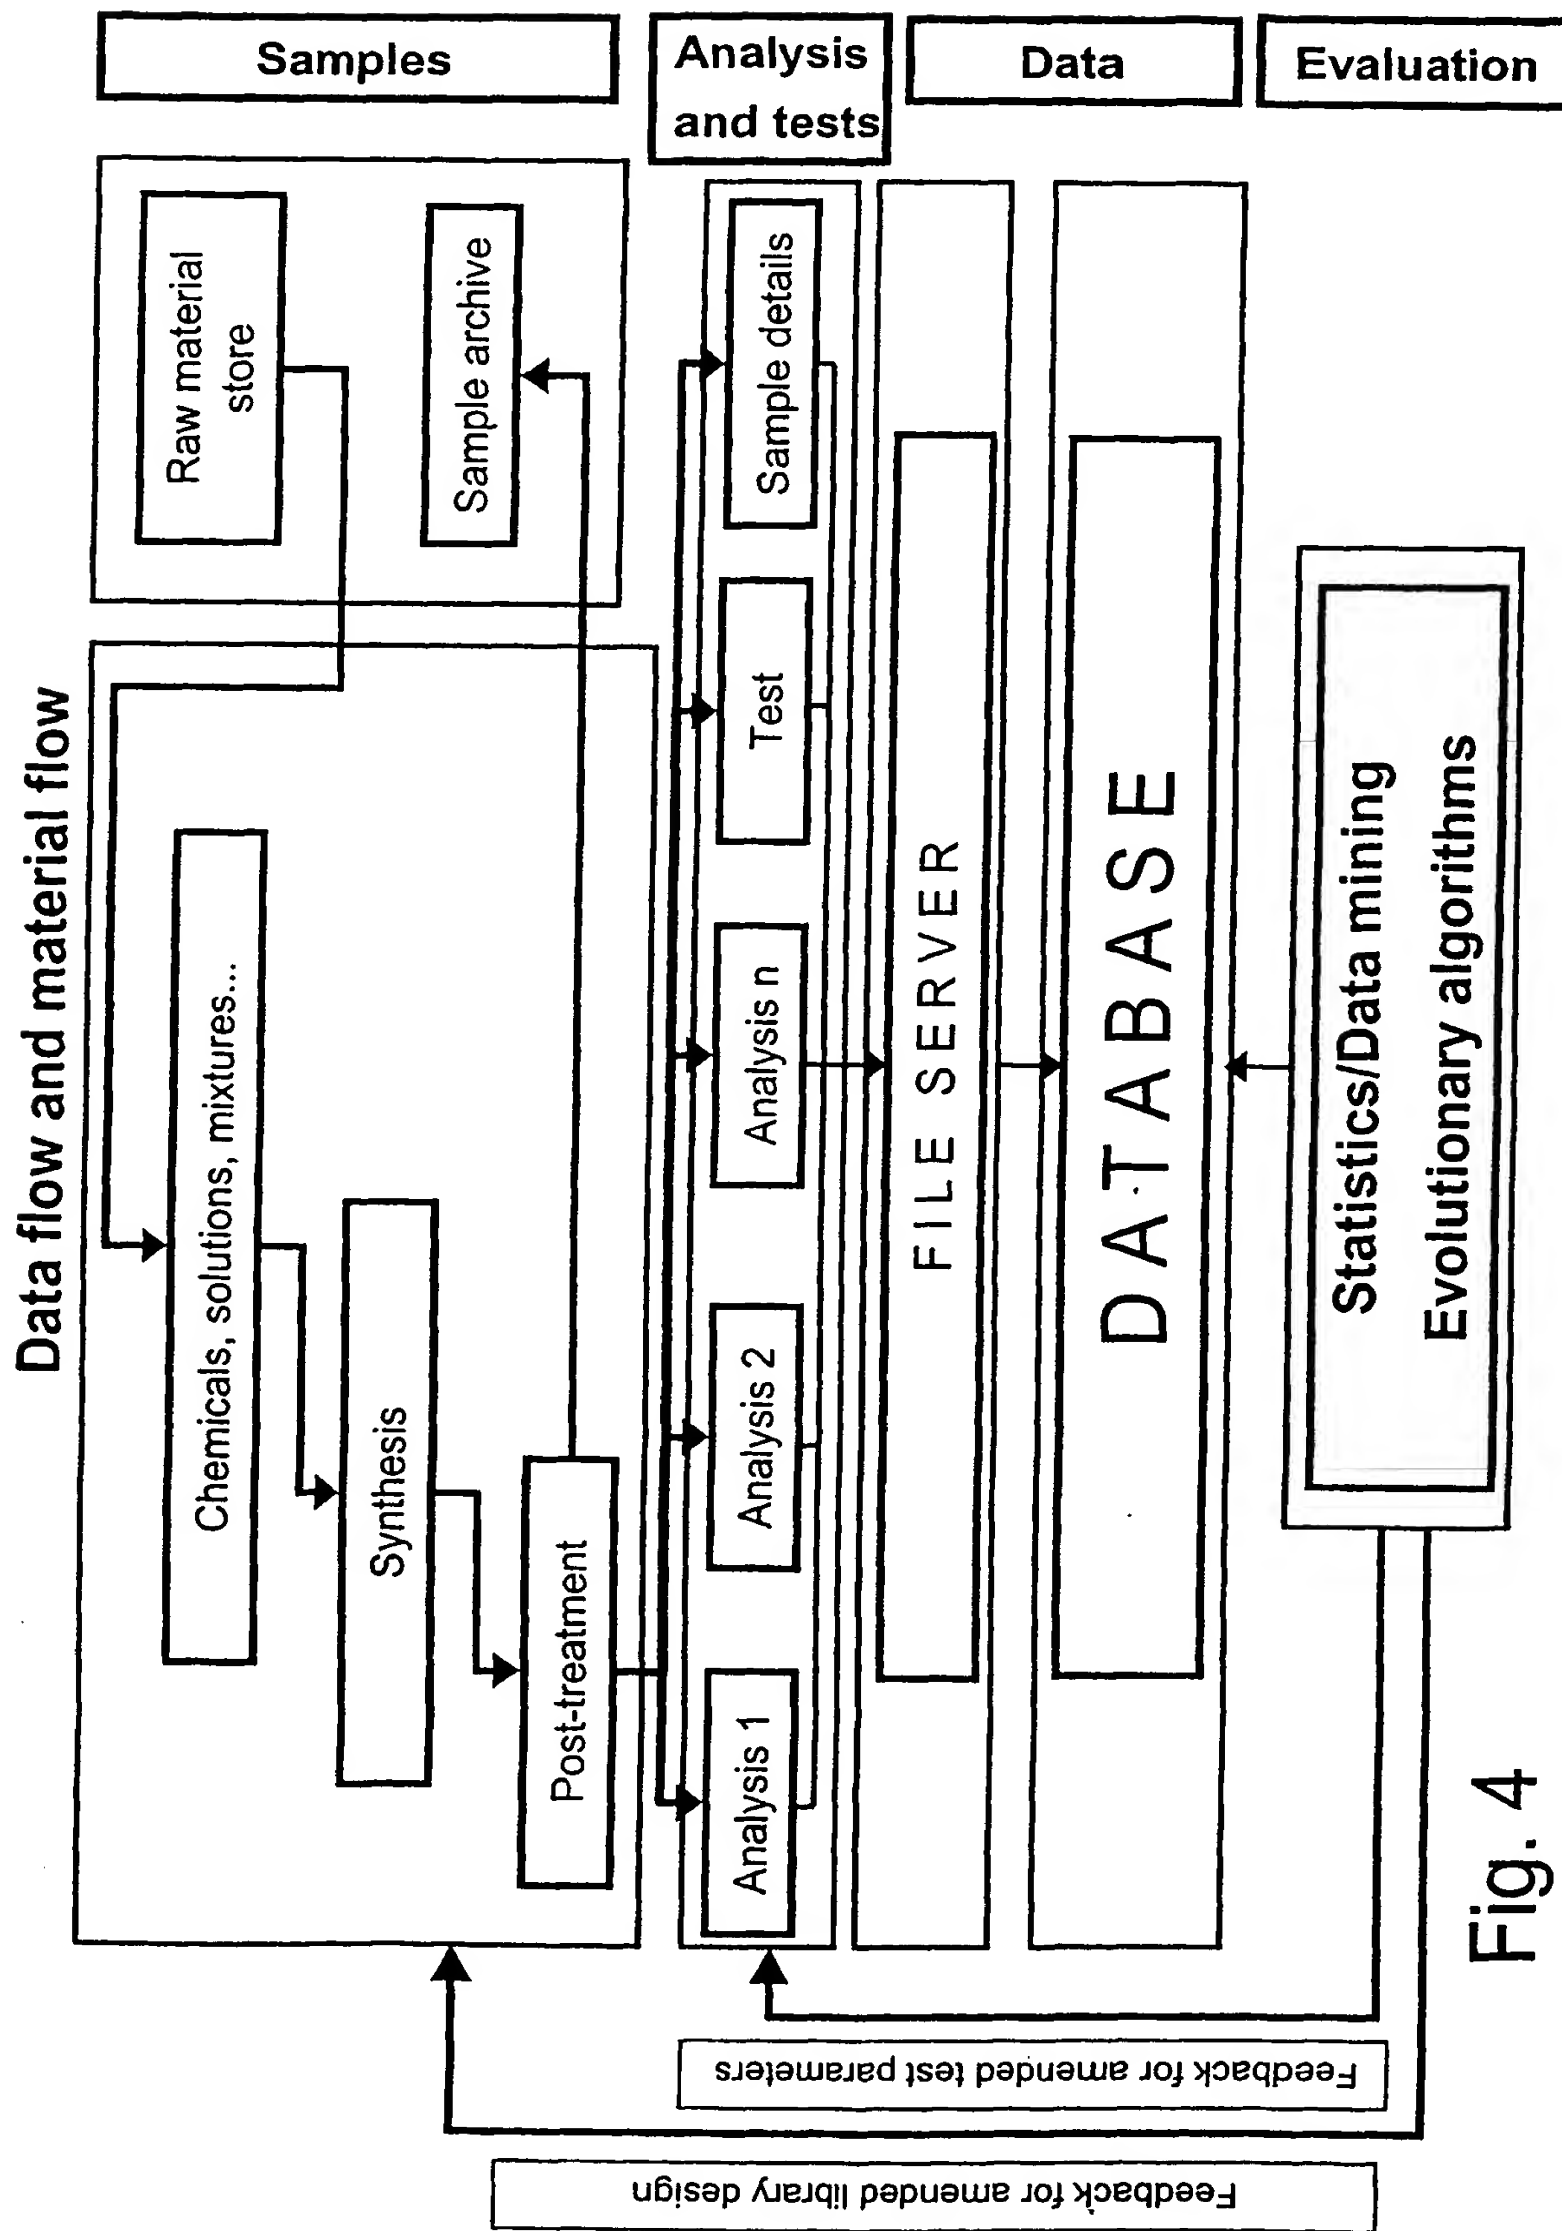 Data flow and material flow
Samples
Analysis
and tests
Data
Evaluation
Raw material
store
Sample archive
Chemicals, solutions, mixtures...
Synthesis
Post-treatment
Analysis 1
Analysis 2
Analysis n
Test
Sample details
FILE SERVER
DATABASE
Statistics/Data mining
Evolutionary algorithms
Feedback for amended test parameters
Feedback for amended library design
Fig. 4